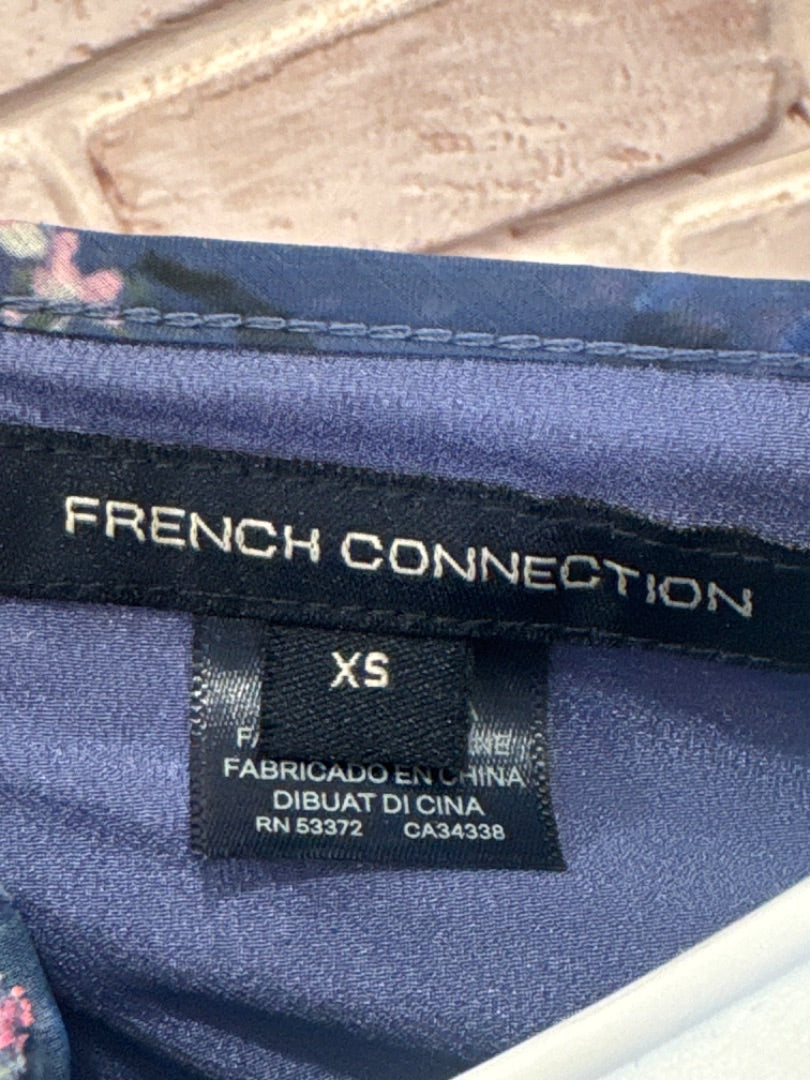 FRENCH CONNECTION
XS
FABRICADO EN CHINA
DIBUAT DI CINA
RN 53372 CA34338